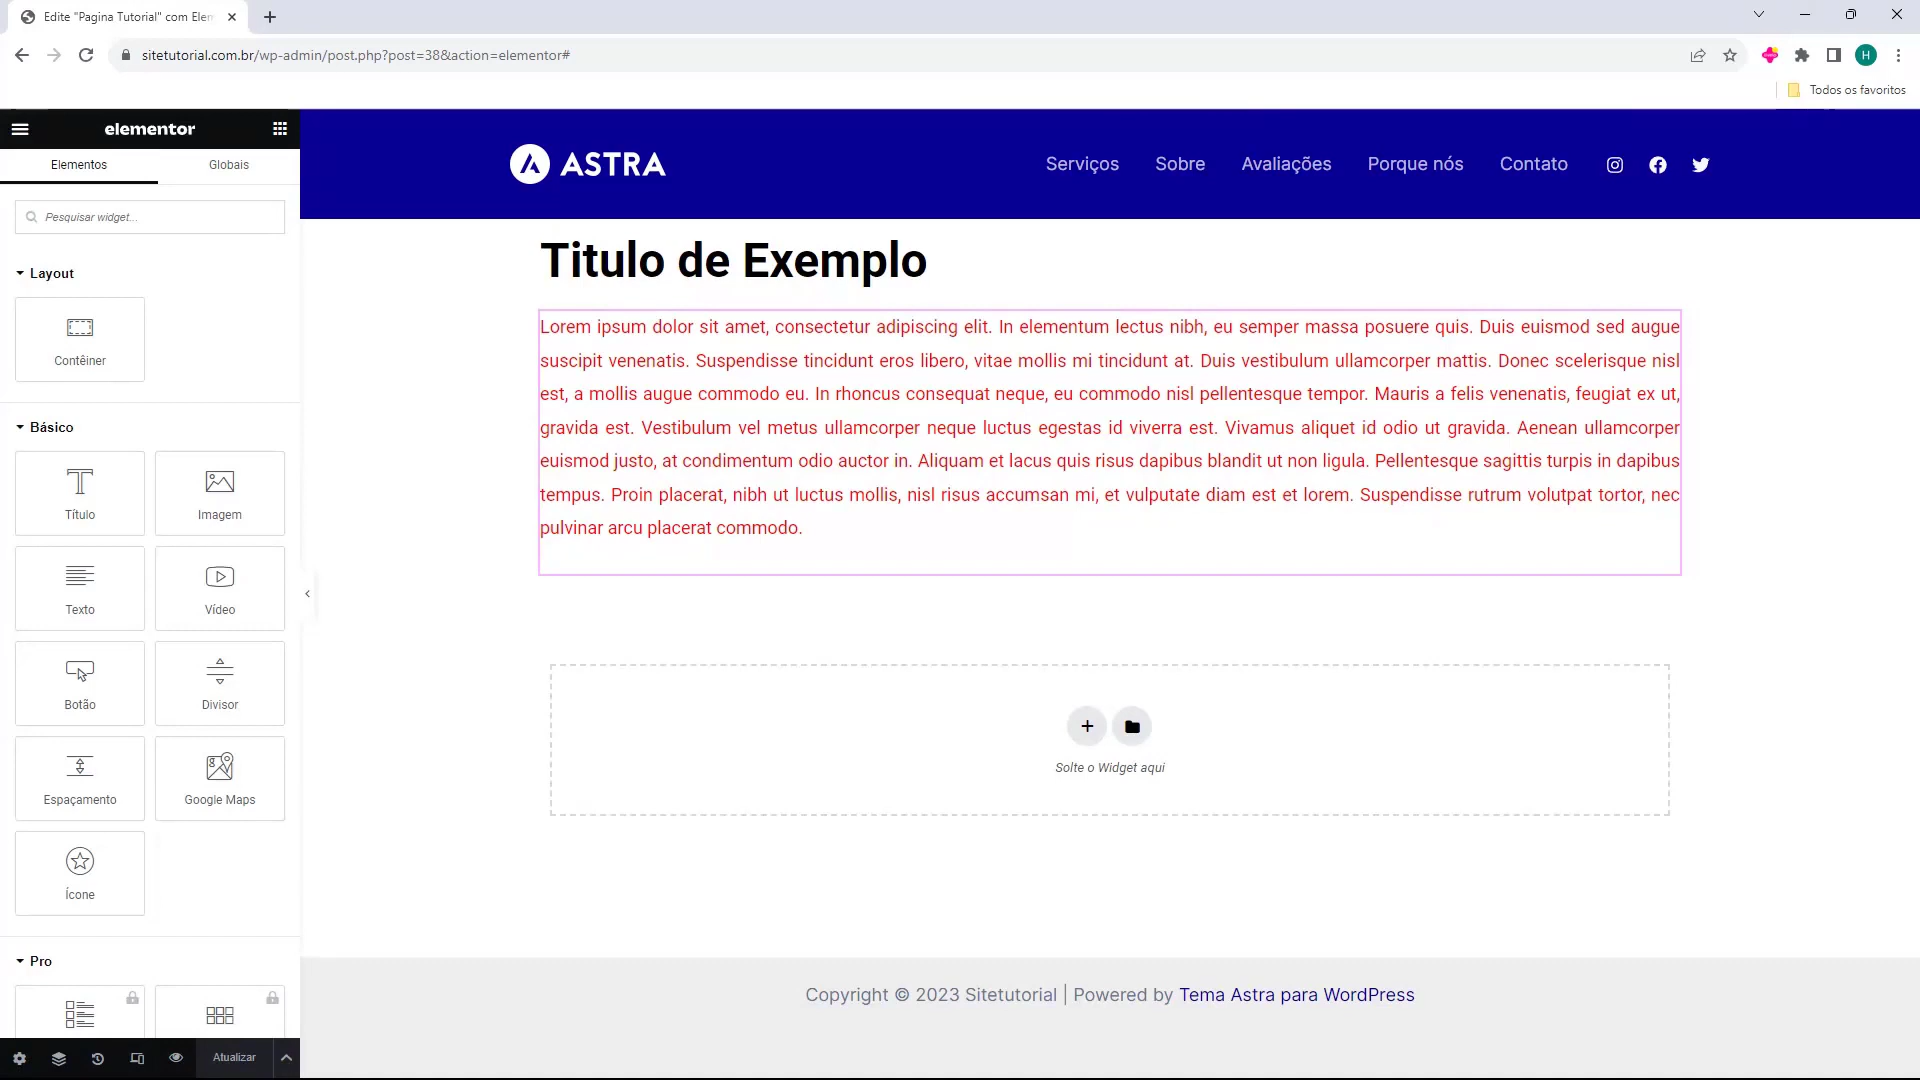 Edite "Pagina Tutorial" com Elem
sitetutorial.com.br/wp-admin/post.php?post=38&action=elementor#
H
Todos os favoritos
elementor
Elementos
Globais
Pesquisar widget...
Layout
Contêiner
Básico
Título
Imagem
Texto
Vídeo
Botão
Divisor
Espaçamento
Google Maps
Ícone
Pro
Atualizar
ASTRA
Serviços
Sobre
Avaliações
Porque nós
Contato
Titulo de Exemplo
Lorem ipsum dolor sit amet, consectetur adipiscing elit. In elementum lectus nibh, eu semper massa posuere quis. Duis euismod sed augue
suscipit venenatis. Suspendisse tincidunt eros libero, vitae mollis mi tincidunt at. Duis vestibulum ullamcorper mattis. Donec scelerisque nisl
est, a mollis augue commodo eu. In rhoncus consequat neque, eu commodo nisl pellentesque tempor. Mauris a felis venenatis, feugiat ex ut,
gravida est. Vestibulum vel metus ullamcorper neque luctus egestas id viverra est. Vivamus aliquet id odio ut gravida. Aenean ullamcorper
euismod justo, at condimentum odio auctor in. Aliquam et lacus quis risus dapibus blandit ut non ligula. Pellentesque sagittis turpis in dapibus
tempus. Proin placerat, nibh ut luctus mollis, nisl risus accumsan mi, et vulputate diam est et lorem. Suspendisse rutrum volutpat tortor, nec
pulvinar arcu placerat commodo.
Solte o Widget aqui
Copyright © 2023 Sitetutorial | Powered by Tema Astra para WordPress